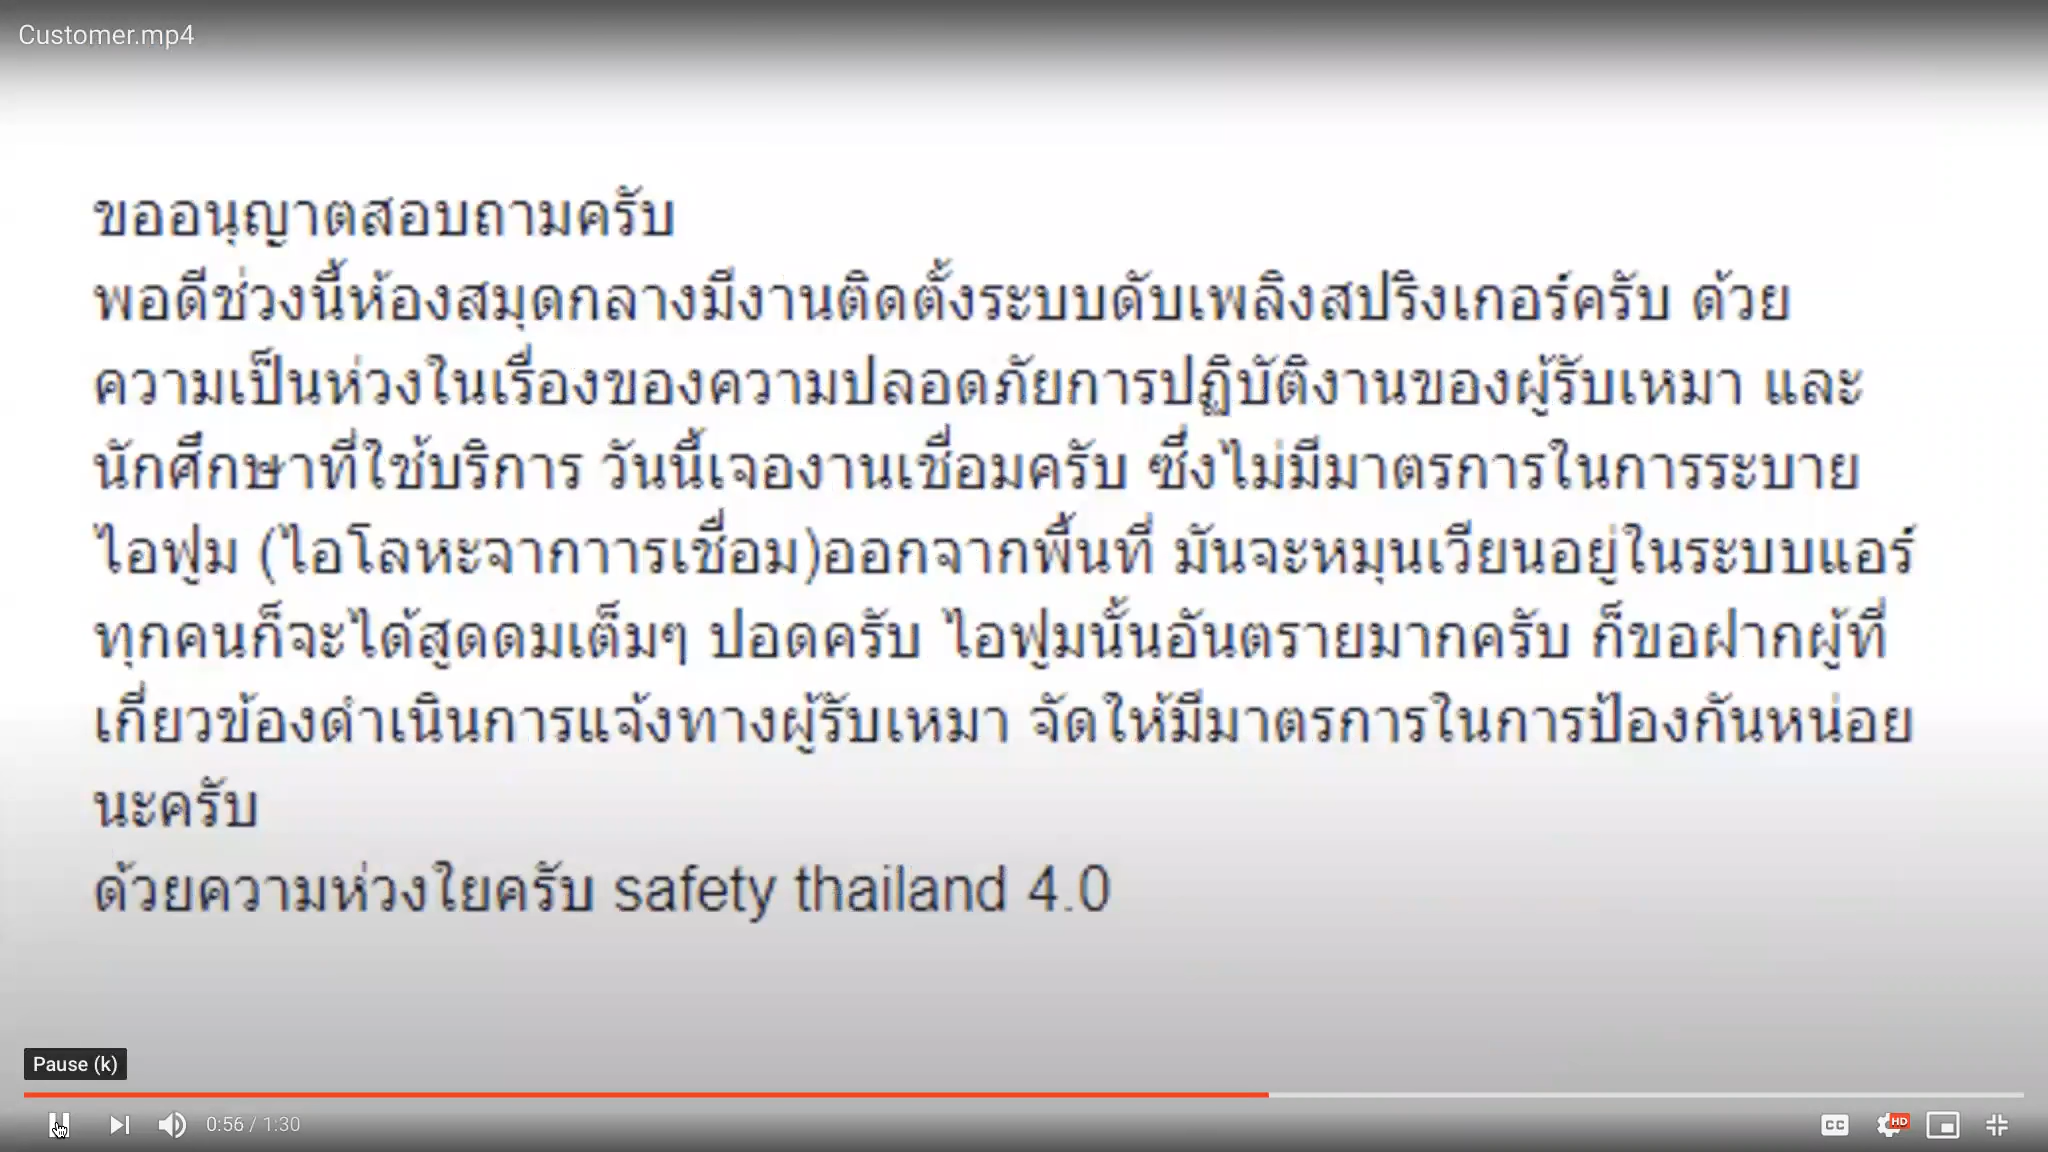 Customer.mp4
ขออนุญาตสอบถามครับ
พอดีช่วงนี้ห้องสมุดกลางมีงานติดตั้งระบบดับเพลิงสปริงเกอร์ครับ ด้วย
ความเป็นห่วงในเรื่องของความปลอดภัยการปฏิบัติงานของผู้รับเหมา และ
นักศึกษาที่ใช้บริการ วันนี้เจองานเชื่อมครับ ซึ่งไม่มีมาตรการในการระบาย
ไอฟูม (ไอโลหะจากาารเชื่อม)ออกจากพื้นที่ มันจะหมุนเวียนอยู่ในระบบแอร์
ทุกคนก็จะได้สูดดมเต็มๆ ปอดครับ ไอฟูมนั้นอันตรายมากครับ ก็ขอฝากผู้ที่
เกี่ยวข้องดำเนินการแจ้งทางผู้รับเหมา จัดให้มีมาตรการในการป้องกันหน่อย
นะครับ
ด้วยความห่วงใยครับ safety thailand 4.0
Pause (k)
0:56 / 1:30
CC
HD